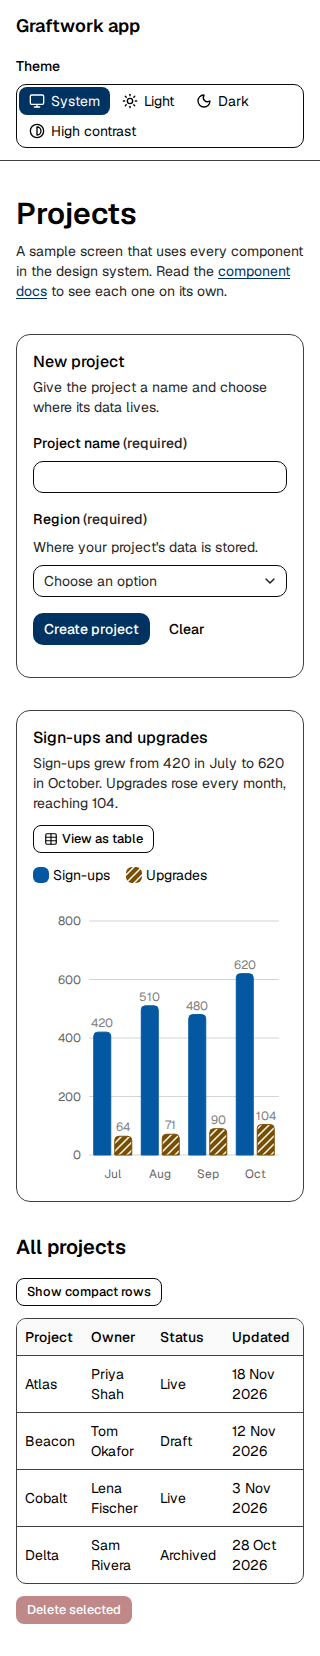 Graftwork app
Theme
System
Light
Dark
High contrast
Projects
A sample screen that uses every component
in the design system. Read the component
docs to see each one on its own.
New project
Give the project a name and choose
where its data lives.
Project name (required)
Region (required)
Where your project's data is stored.
Choose an option
Create project
Clear
Sign-ups and upgrades
Sign-ups grew from 420 in July to 620
in October. Upgrades rose every month,
reaching 104.
View as table
Sign-ups
Upgrades
800
600
400
200
0
420
64
510
71
480
90
620
104
Jul
Aug
Sep
Oct
All projects
Show compact rows
Project Owner Status Updated
Atlas Priya Shah Live 18 Nov 2026
Beacon Tom Okafor Draft 12 Nov 2026
Cobalt Lena Fischer Live 3 Nov 2026
Delta Sam Rivera Archived 28 Oct 2026
Delete selected